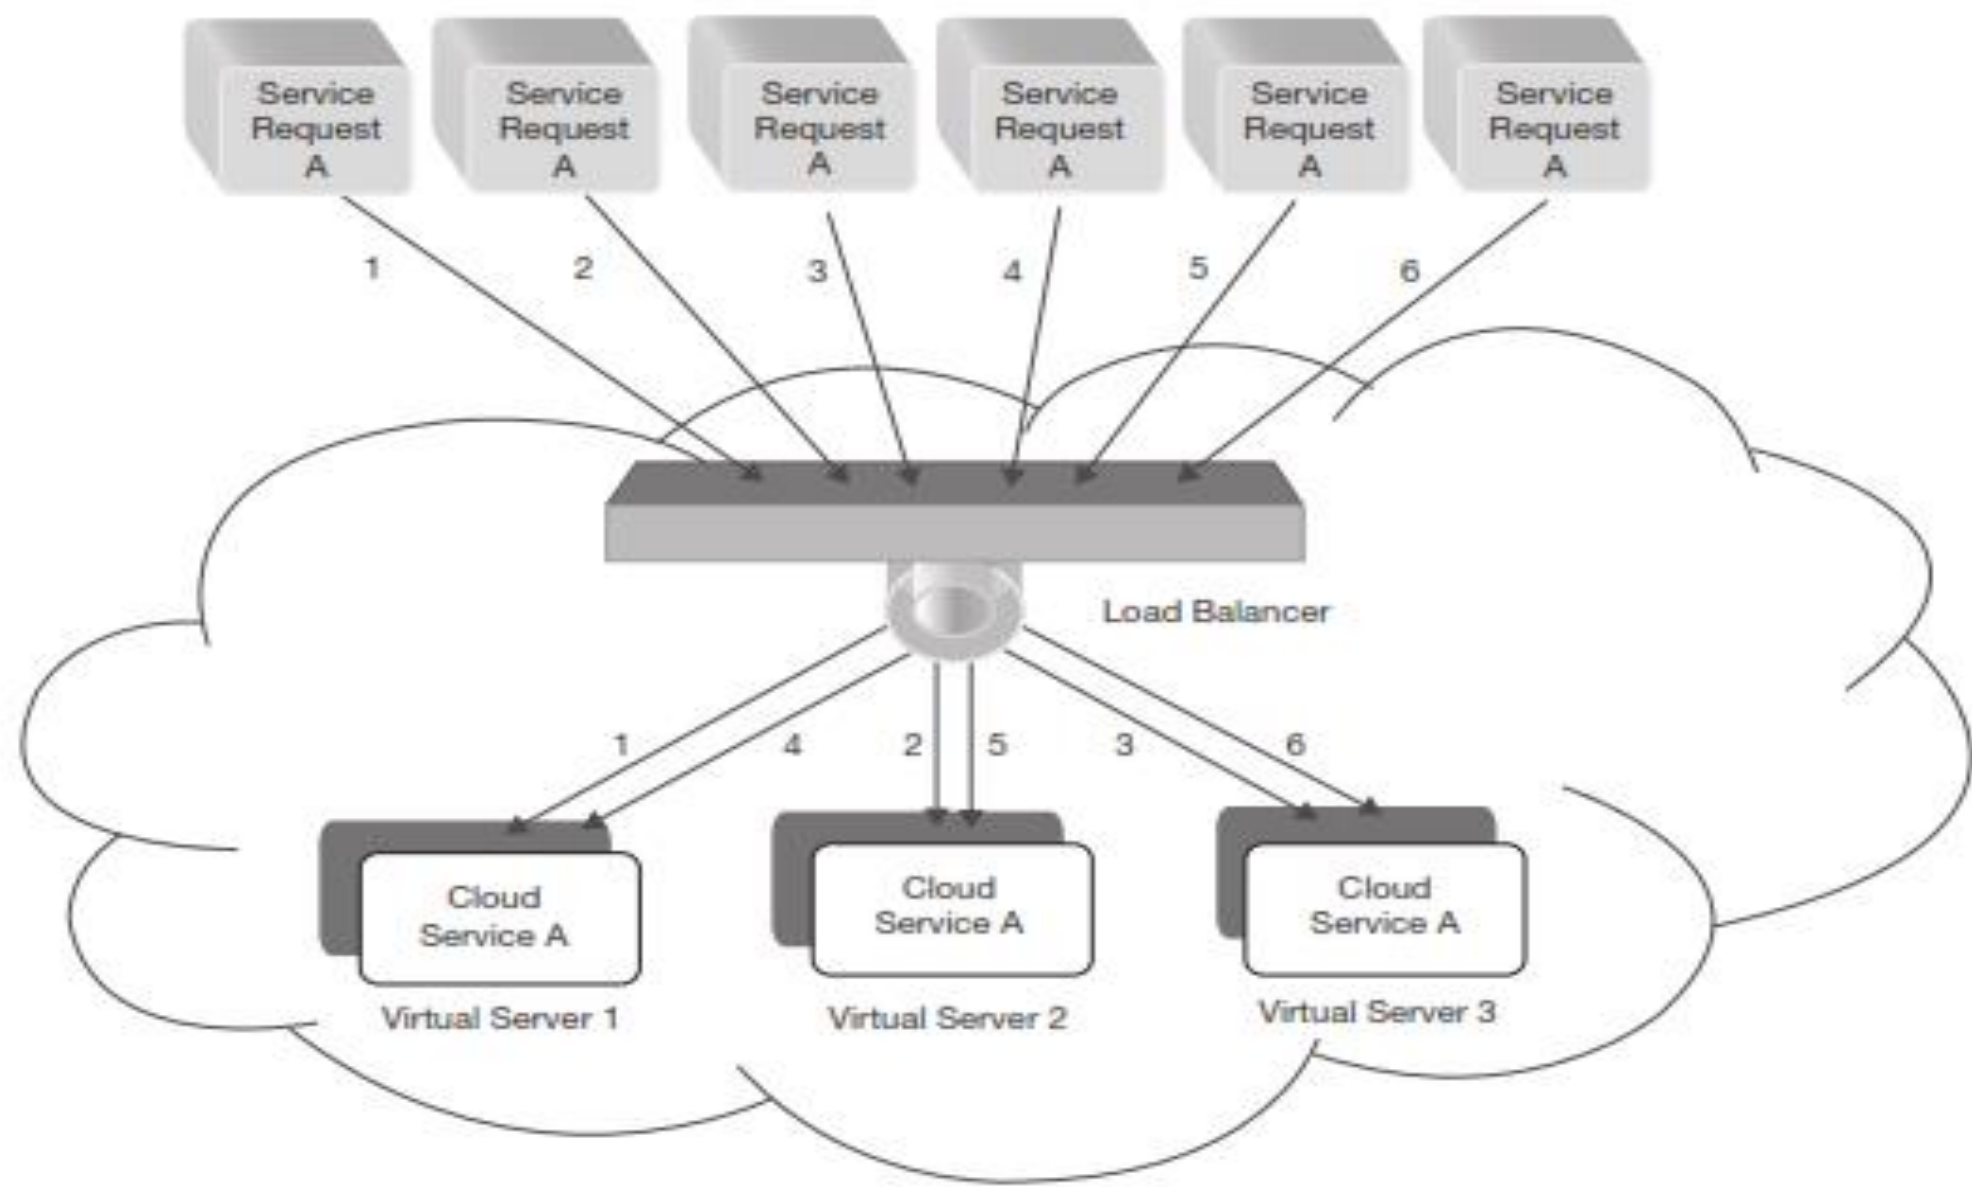 Service
Request
A
Service
Request
A
Service
Request
A
Service
Request
A
Service
Request
A
Service
Request
A
1
2
3
4
5
6
Load Balancer
1
4
2
5
3
6
Cloud
Service A
Virtual Server 1
Cloud
Service A
Virtual Server 2
Cloud
Service A
Virtual Server 3